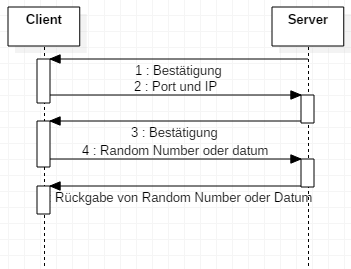 Client
Server
1 : Bestätigung
2 : Port und IP
3 : Bestätigung
4 : Random Number oder datum
Rückgabe von Random Number oder Datum